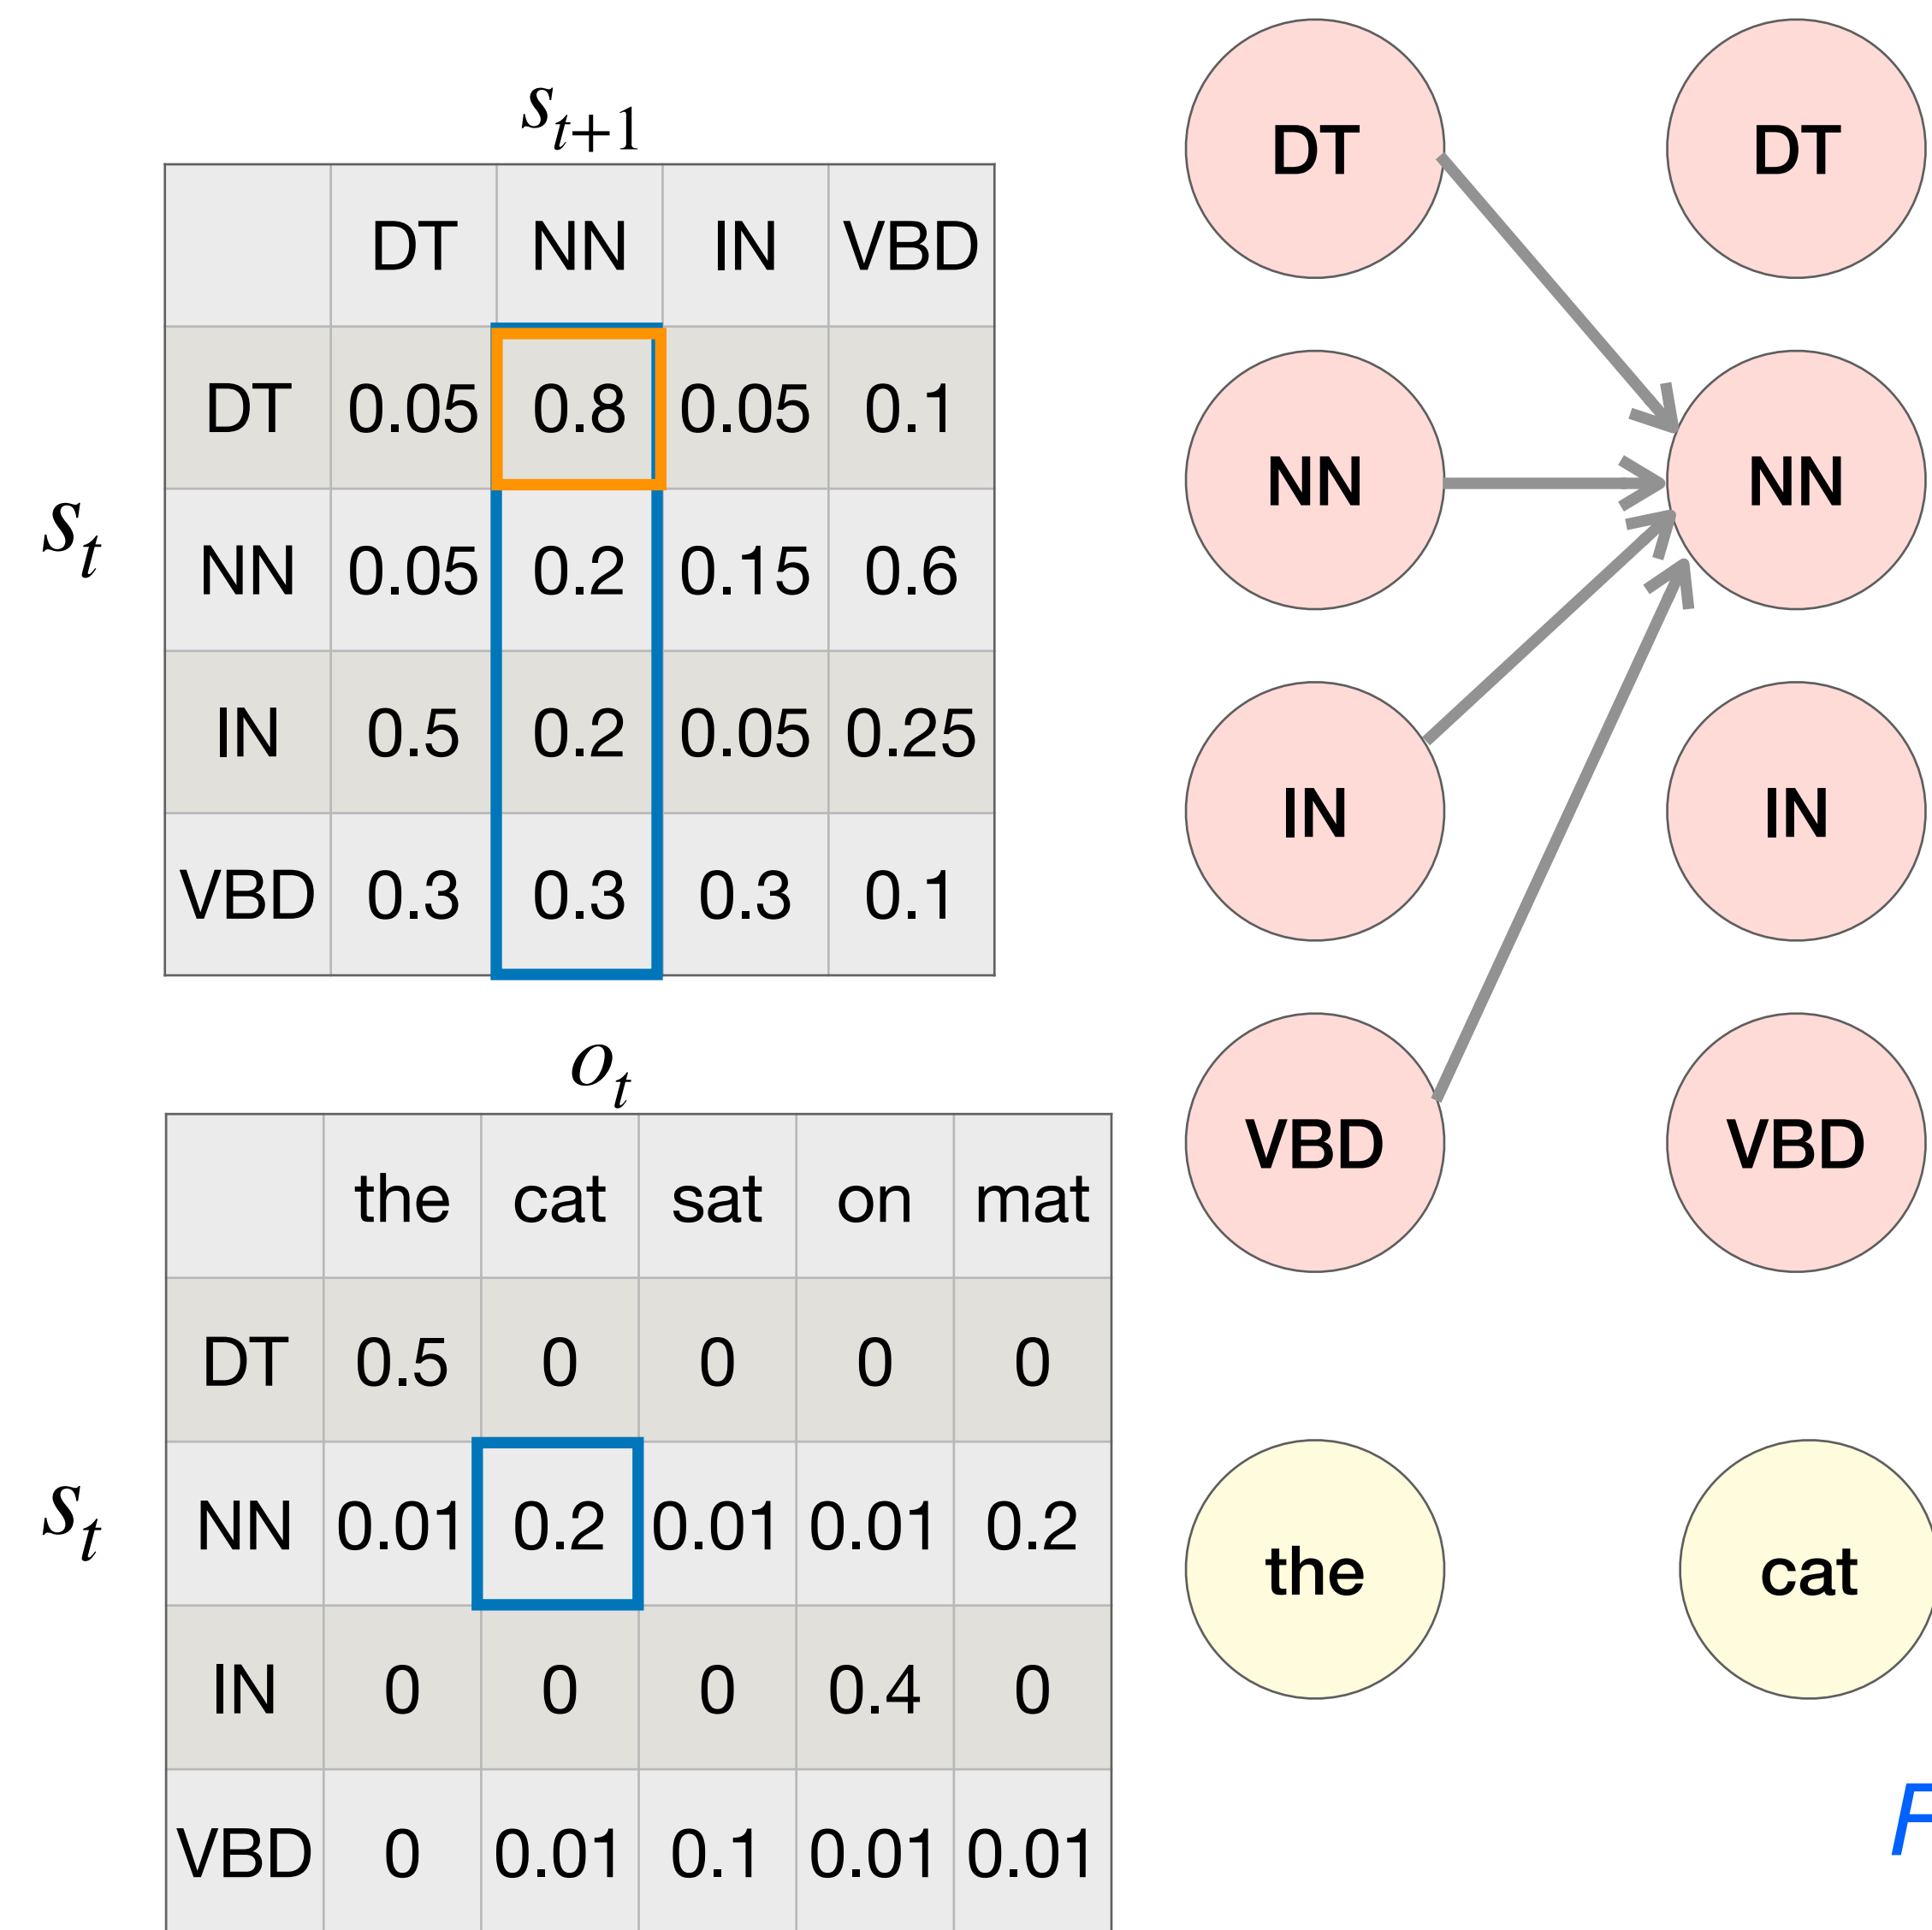 s_{t+1}
DT NN IN VBD
DT 0.05 0.8 0.05 0.1
s_t
NN 0.05 0.2 0.15 0.6
IN 0.5 0.2 0.05 0.25
VBD 0.3 0.3 0.3 0.1
o_t
the cat sat on mat
DT 0.5 0 0 0 0
s_t
NN 0.01 0.2 0.01 0.01 0.2
IN 0 0 0 0.4 0
VBD 0 0.01 0.1 0.01 0.01
DT DT
NN NN
IN IN
VBD VBD
the cat